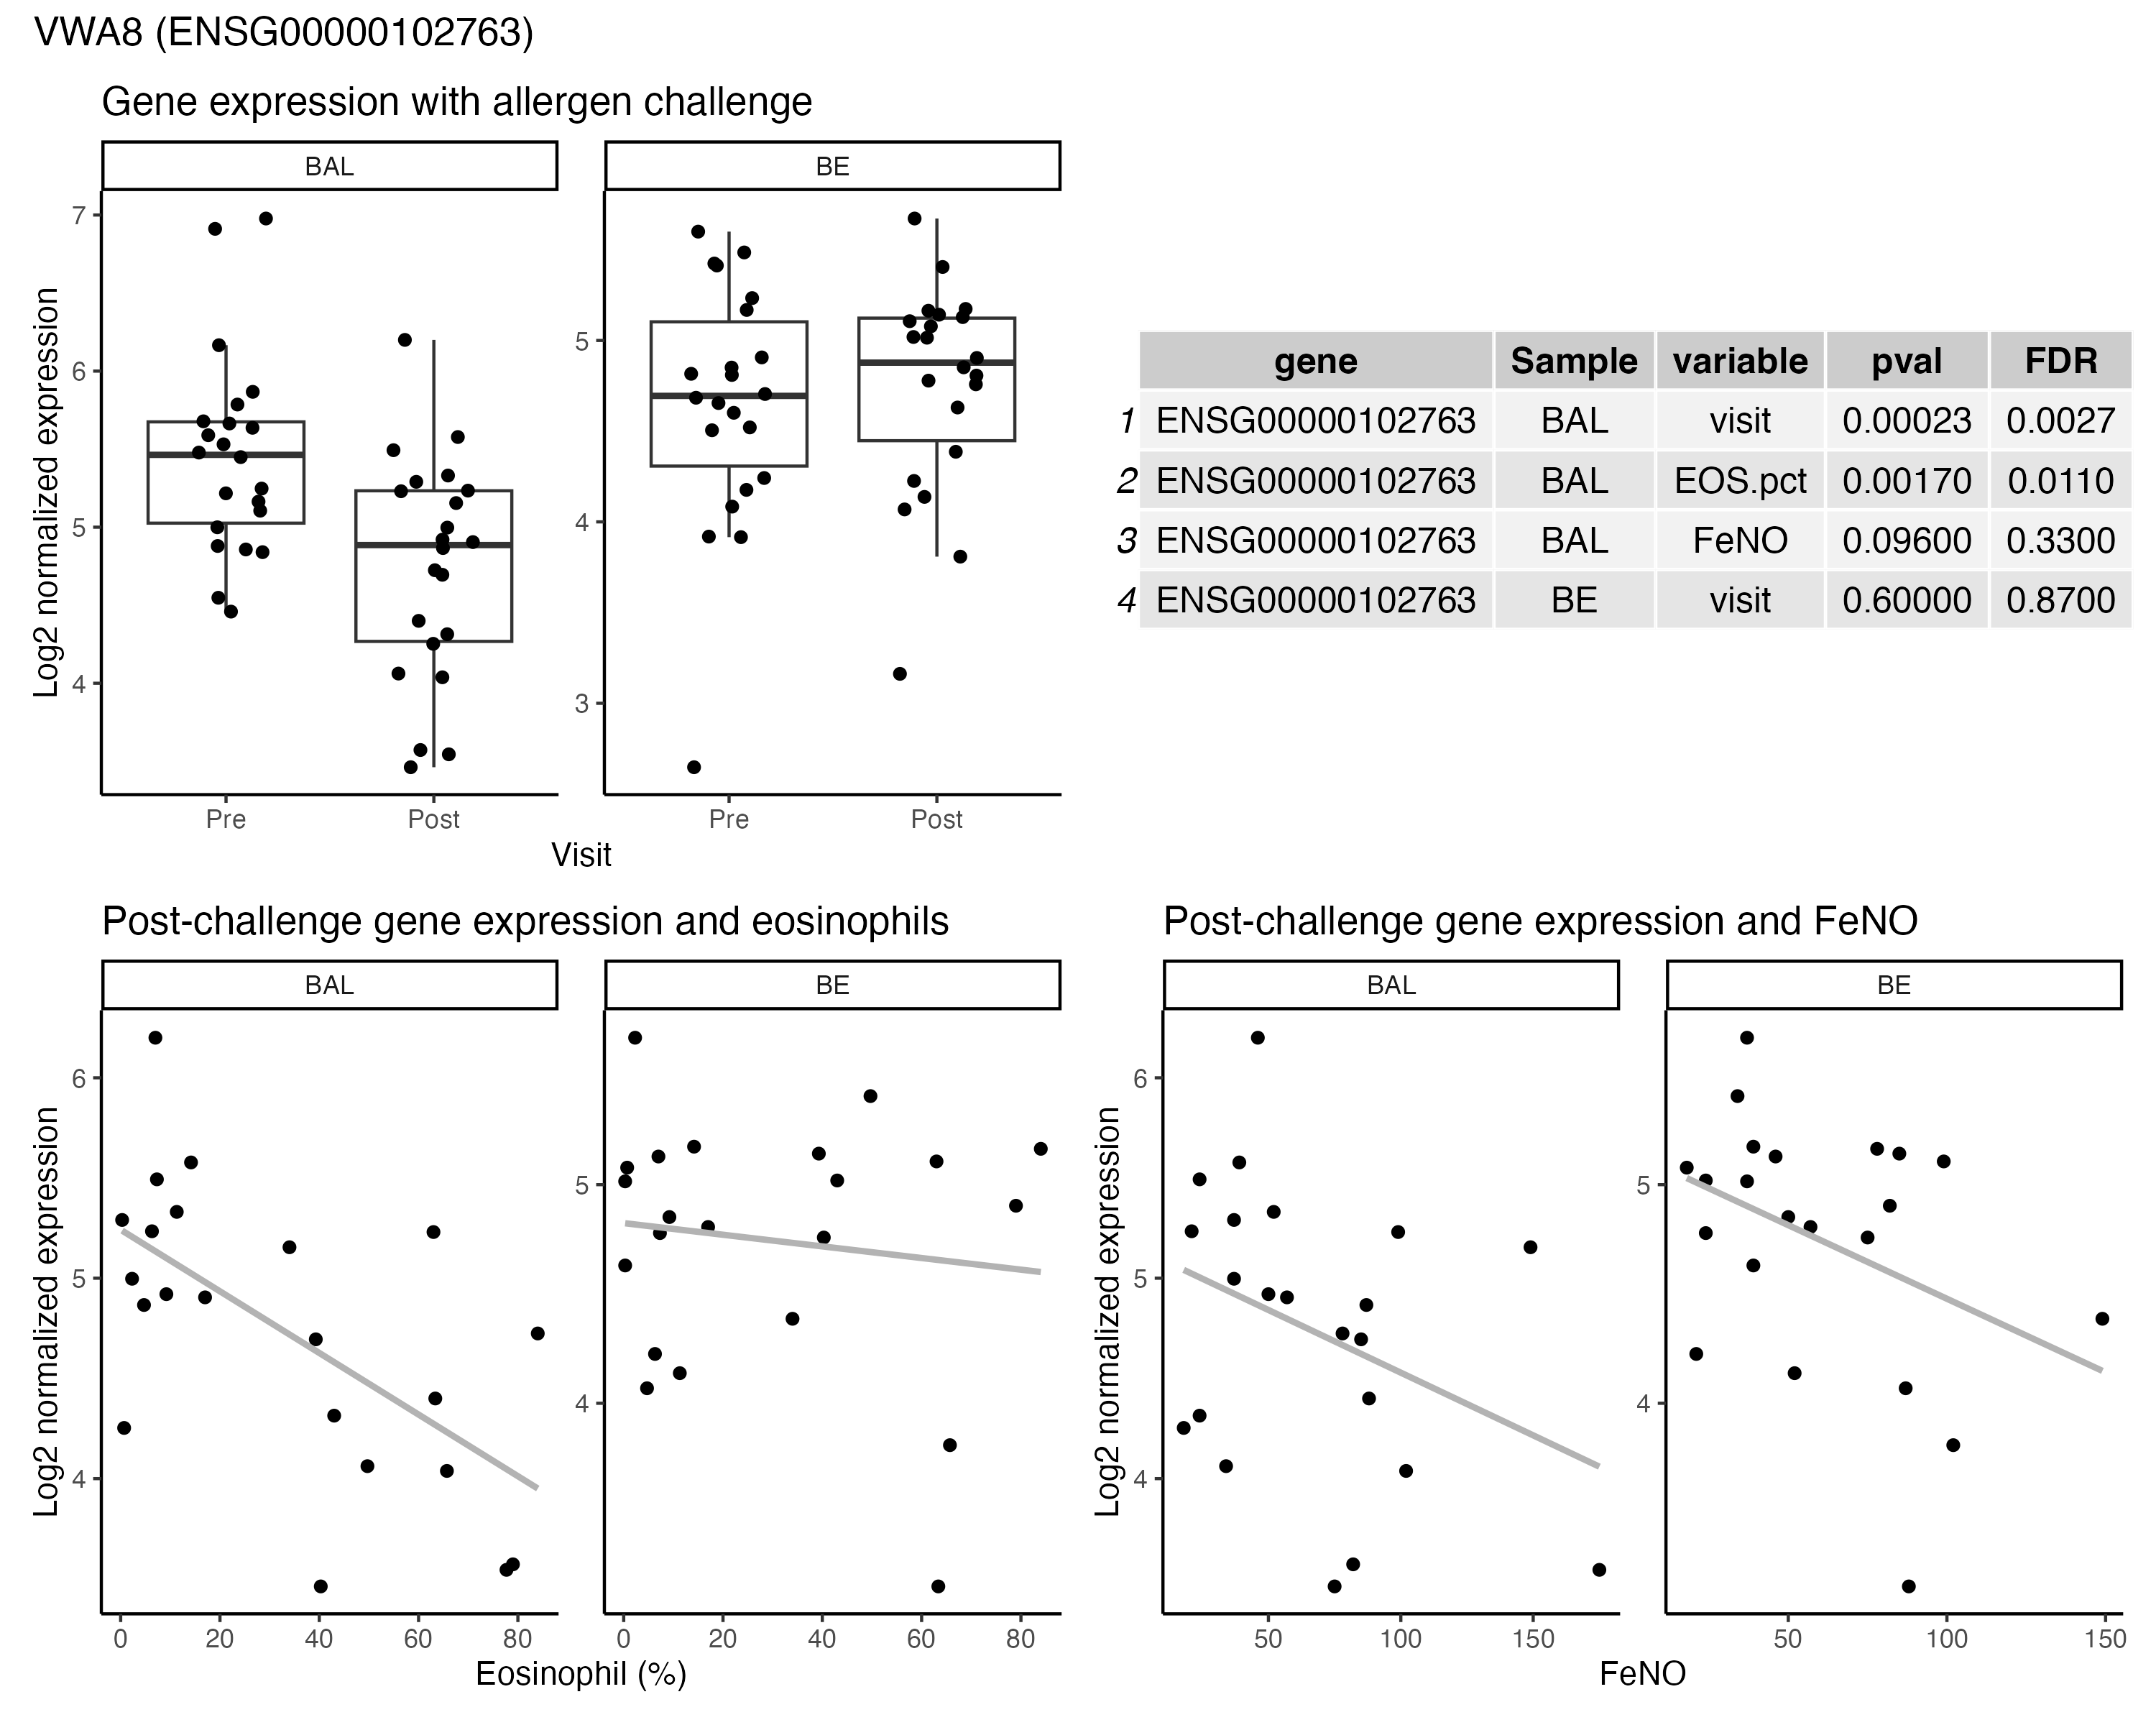 VWA8 (ENSG00000102763)
Gene expression with allergen challenge
BAL
BE
Log2 normalized expression
7
6
5
4
5
4
3
Pre
Post
Pre
Post
Visit
gene Sample variable pval FDR
1 ENSG00000102763 BAL visit 0.00023 0.0027
2 ENSG00000102763 BAL EOS.pct 0.00170 0.0110
3 ENSG00000102763 BAL FeNO 0.09600 0.3300
4 ENSG00000102763 BE visit 0.60000 0.8700
Post-challenge gene expression and eosinophils
BAL
BE
Log2 normalized expression
6
5
4
5
4
0 20 40 60 80
0 20 40 60 80
Eosinophil (%)
Post-challenge gene expression and FeNO
BAL
BE
Log2 normalized expression
6
5
4
5
4
50 100 150
50 100 150
FeNO